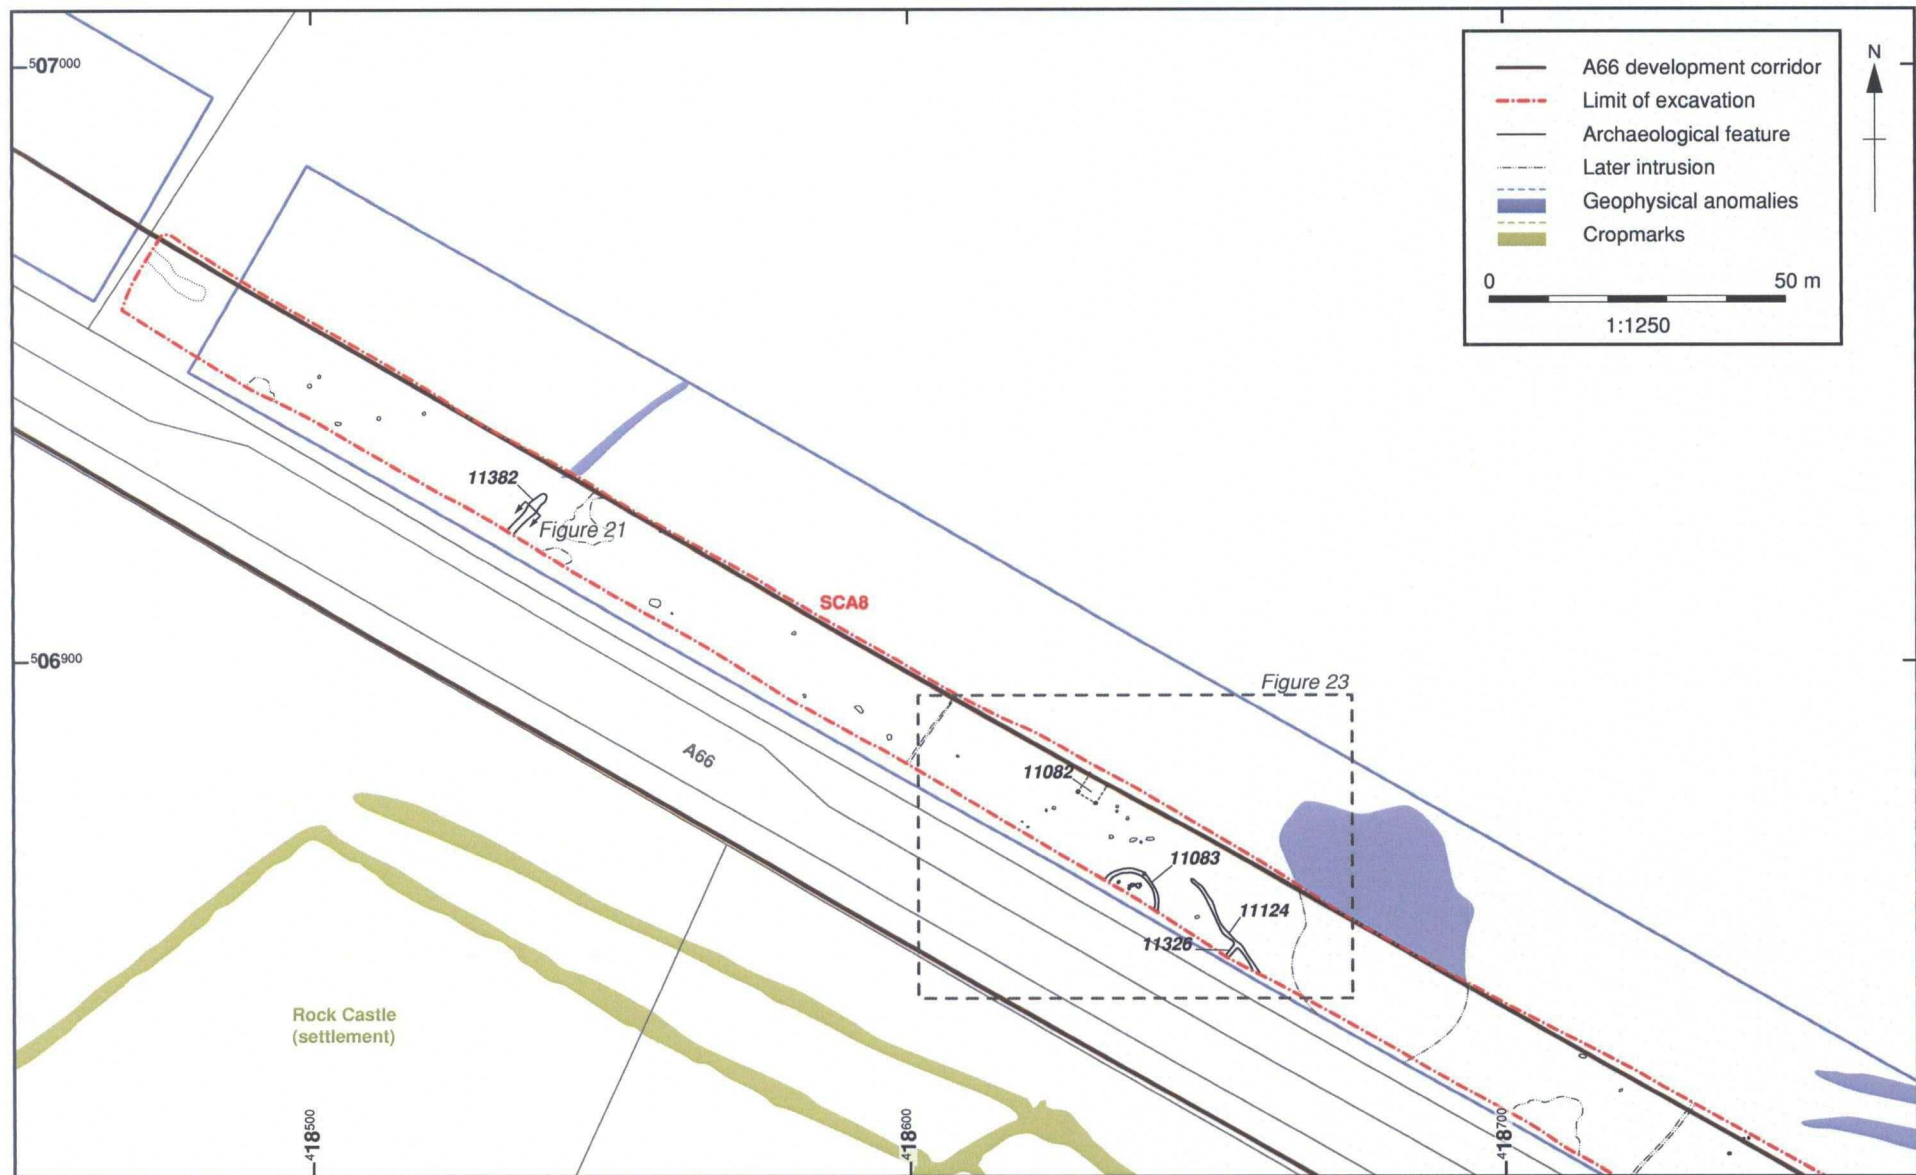 507000
A66 development corridor
Limit of excavation
Archaeological feature
Later intrusion
Geophysical anomalies
Cropmarks
0 50 m
1:1250
N
11382
Figure 21
SCA8
506900
Figure 23
A66
11082
11083
11124
11326
Rock Castle
(settlement)
418500
418600
418700